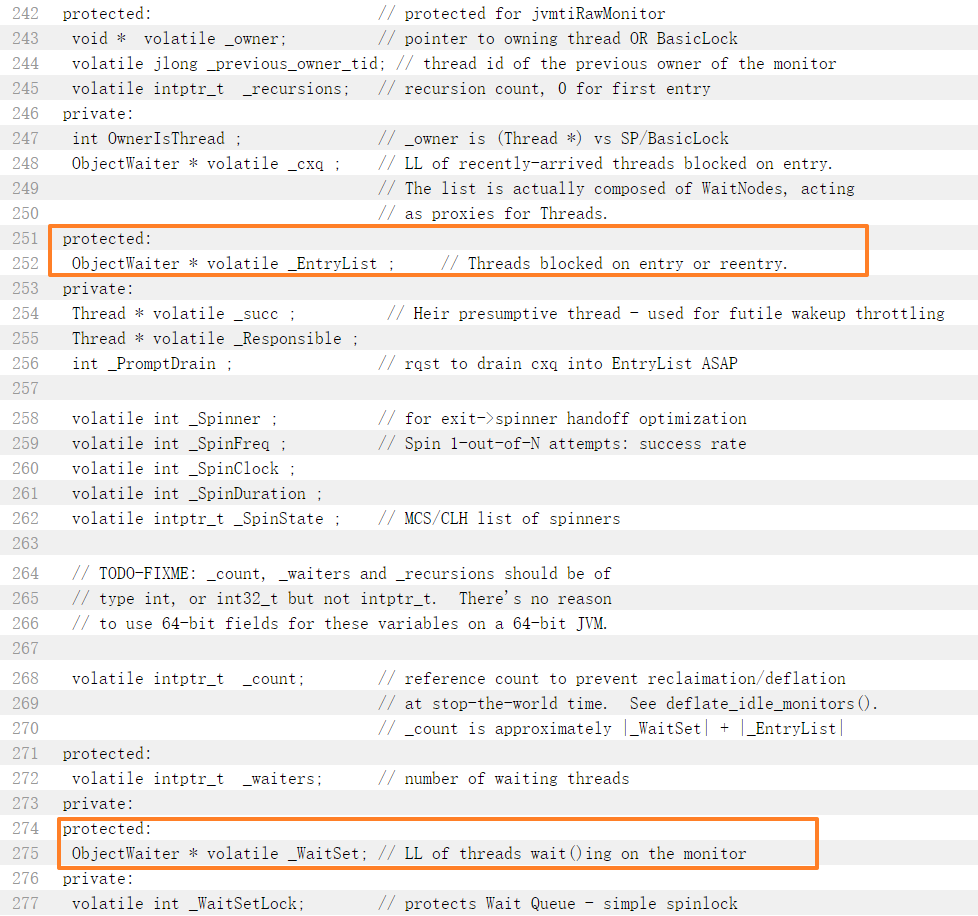 242 protected: // protected for jvmtiRawMonitor
243 void * volatile _owner; // pointer to owning thread OR BasicLock
244 volatile jlong _previous_owner_tid; // thread id of the previous owner of the monitor
245 volatile intptr_t _recursions; // recursion count, 0 for first entry
246 private:
247 int OwnerIsThread ; // _owner is (Thread *) vs SP/BasicLock
248 ObjectWaiter * volatile _cxq ; // LL of recently-arrived threads blocked on entry.
249 // The list is actually composed of WaitNodes, acting
250 // as proxies for Threads.
251 protected:
252 ObjectWaiter * volatile _EntryList ; // Threads blocked on entry or reentry.
253 private:
254 Thread * volatile _succ ; // Heir presumptive thread - used for futile wakeup throttling
255 Thread * volatile _Responsible ;
256 int _PromptDrain ; // rqst to drain cxq into EntryList ASAP
257
258 volatile int _Spinner ; // for exit->spinner handoff optimization
259 volatile int _SpinFreq ; // Spin 1-out-of-N attempts: success rate
260 volatile int _SpinClock ;
261 volatile int _SpinDuration ;
262 volatile intptr_t _SpinState ; // MCS/CLH list of spinners
263
264 // TODO-FIXME: _count, _waiters and _recursions should be of
265 // type int, or int32_t but not intptr_t. There's no reason
266 // to use 64-bit fields for these variables on a 64-bit JVM.
267
268 volatile intptr_t _count; // reference count to prevent reclaimation/deflation
269 // at stop-the-world time. See deflate_idle_monitors().
270 // _count is approximately |_WaitSet| + |_EntryList|
271 protected:
272 volatile intptr_t _waiters; // number of waiting threads
273 private:
274 protected:
275 ObjectWaiter * volatile _WaitSet; // LL of threads wait()ing on the monitor
276 private:
277 volatile int _WaitSetLock; // protects Wait Queue - simple spinlock